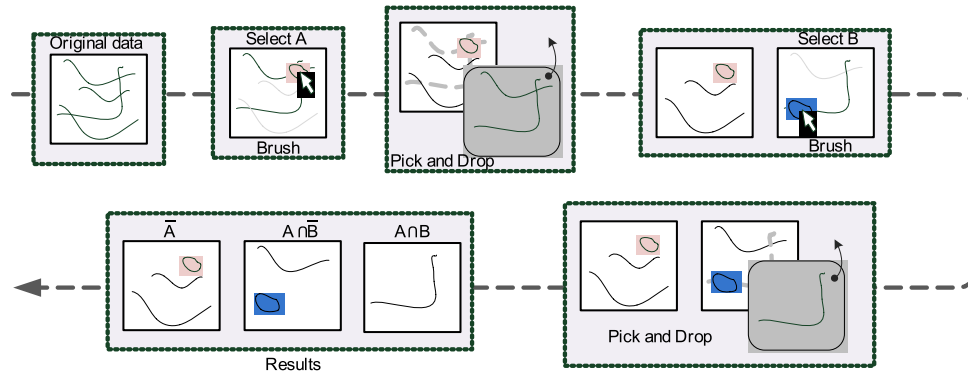 Original data
Select A
Brush
Pick and Drop
Select B
Brush
A̅
A∩B̅
A∩B
Results
Pick and Drop